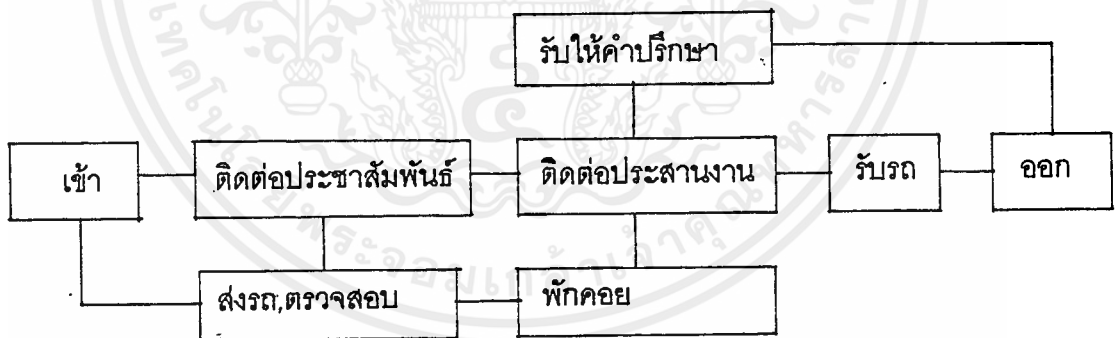 รับให้คำปรึกษา
เข้า
ติดต่อประชาสัมพันธ์
ติดต่อประสานงาน
รับรถ
ออก
ส่งรถ,ตรวจสอบ
พักคอย